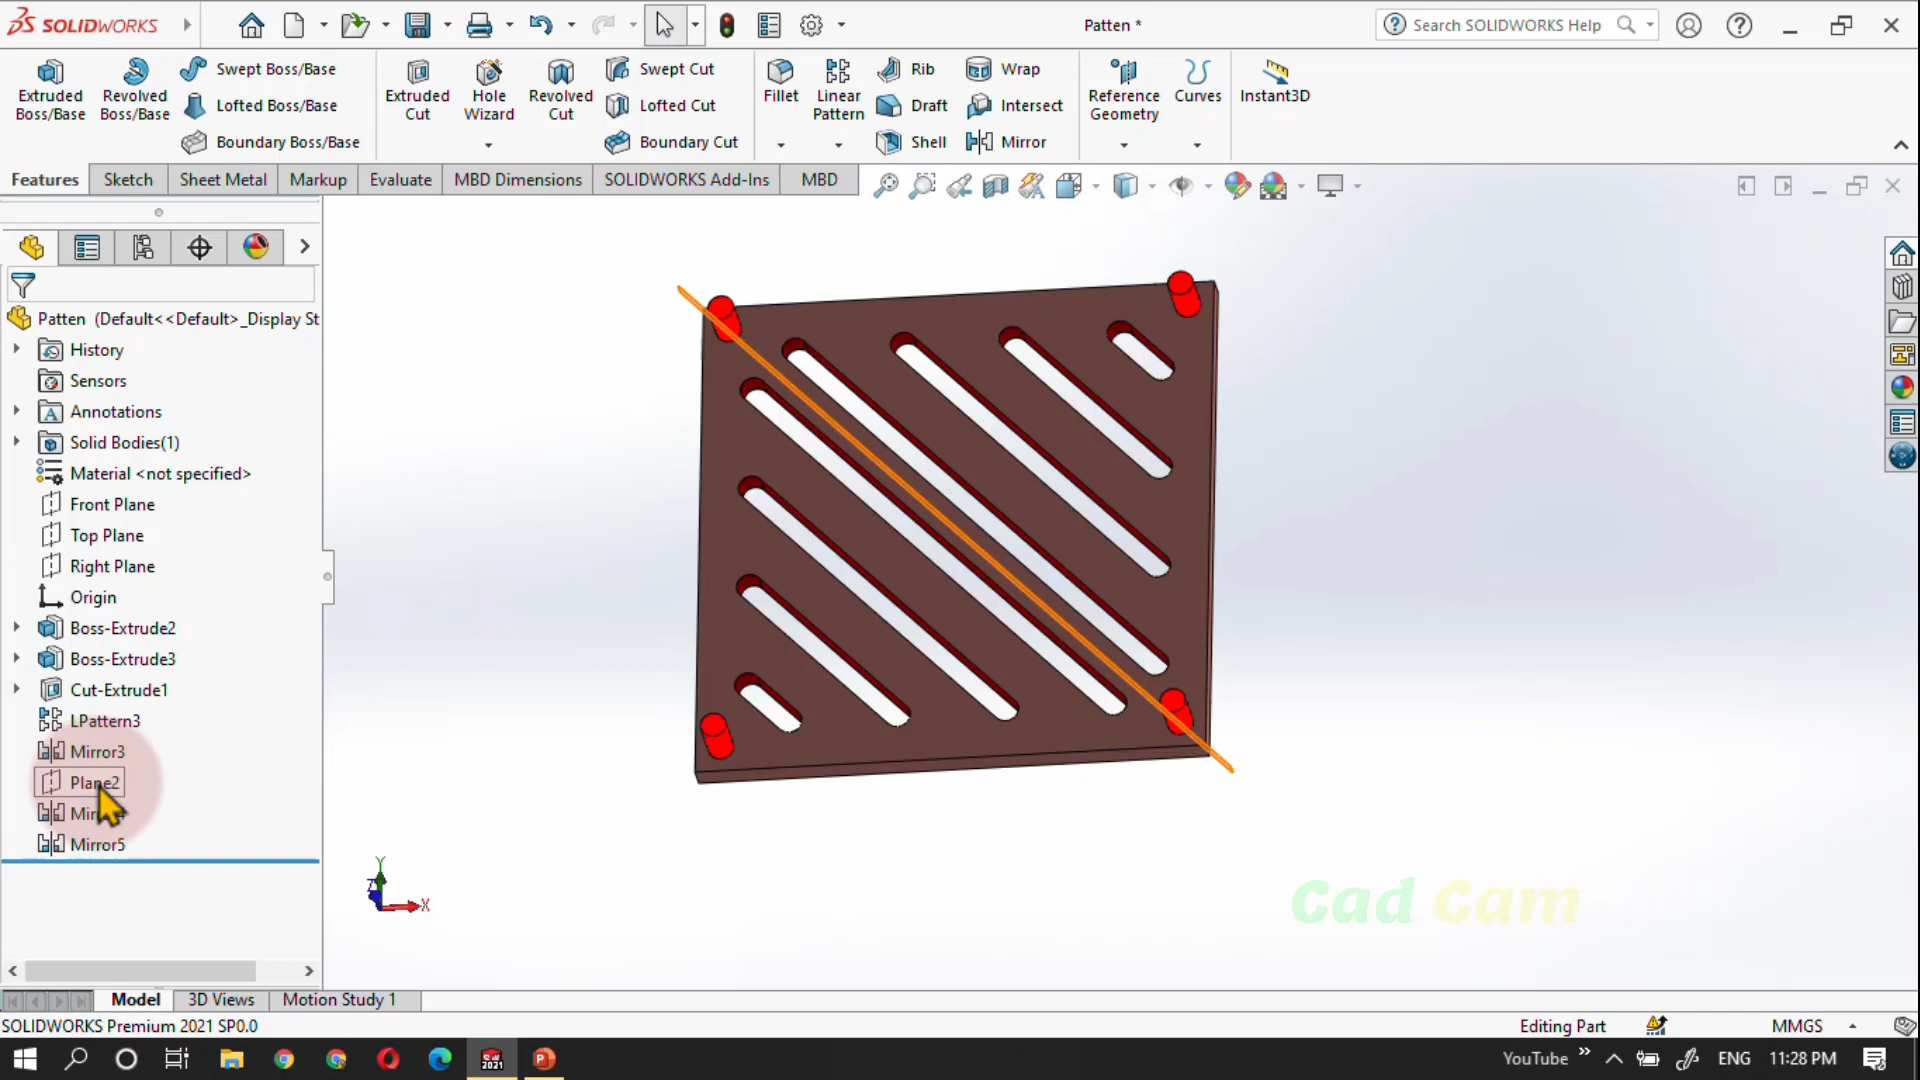 SOLIDWORKS
Patten *
Search SOLIDWORKS Help
Extruded Boss/Base
Revolved Boss/Base
Swept Boss/Base
Lofted Boss/Base
Boundary Boss/Base
Extruded Cut
Hole Wizard
Revolved Cut
Swept Cut
Lofted Cut
Boundary Cut
Fillet
Linear Pattern
Rib
Draft
Shell
Wrap
Intersect
Mirror
Reference Geometry
Curves
Instant3D
Features
Sketch
Sheet Metal
Markup
Evaluate
MBD Dimensions
SOLIDWORKS Add-Ins
MBD
Patten (Default<<Default>_Display St
History
Sensors
Annotations
Solid Bodies(1)
Material <not specified>
Front Plane
Top Plane
Right Plane
Origin
Boss-Extrude2
Boss-Extrude3
Cut-Extrude1
LPattern3
Mirror3
Plane2
Mirror5
Y
Z
X
Cad Cam
Model
3D Views
Motion Study 1
SOLIDWORKS Premium 2021 SP0.0
Editing Part
MMGS
2021
YouTube
ENG
11:28 PM